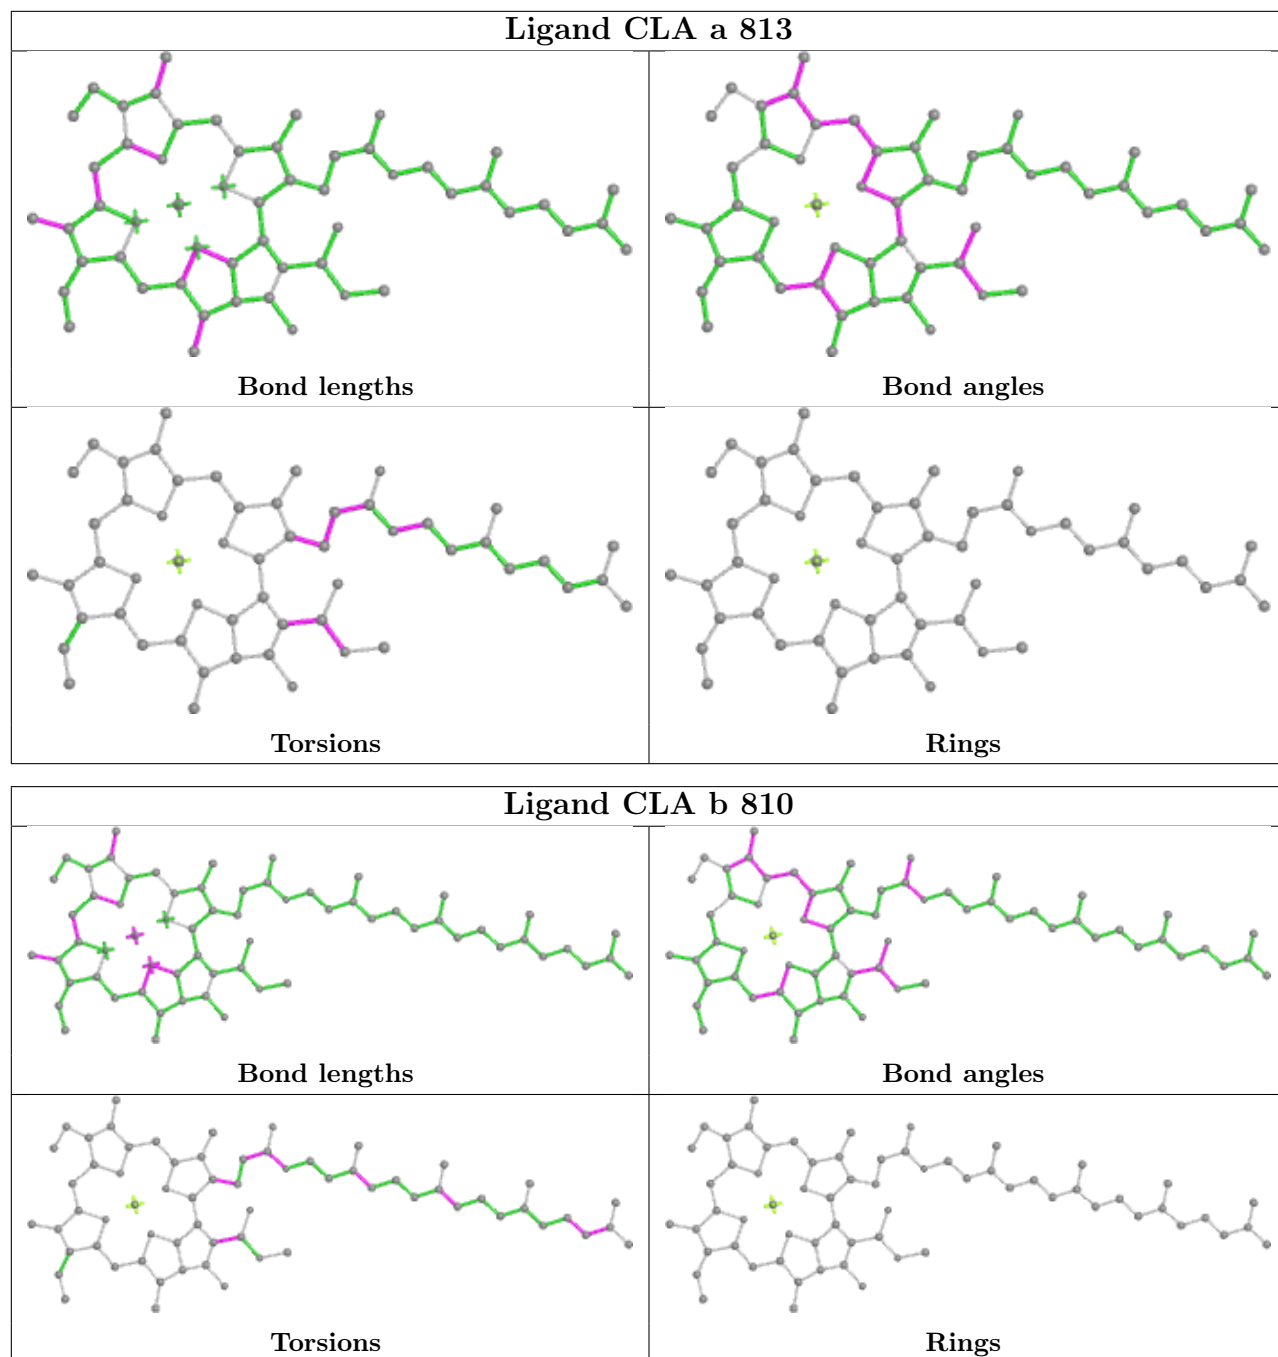 Ligand CLA a 813
Bond lengths
Bond angles
Torsions
Rings
Ligand CLA b 810
Bond lengths
Bond angles
Torsions
Rings